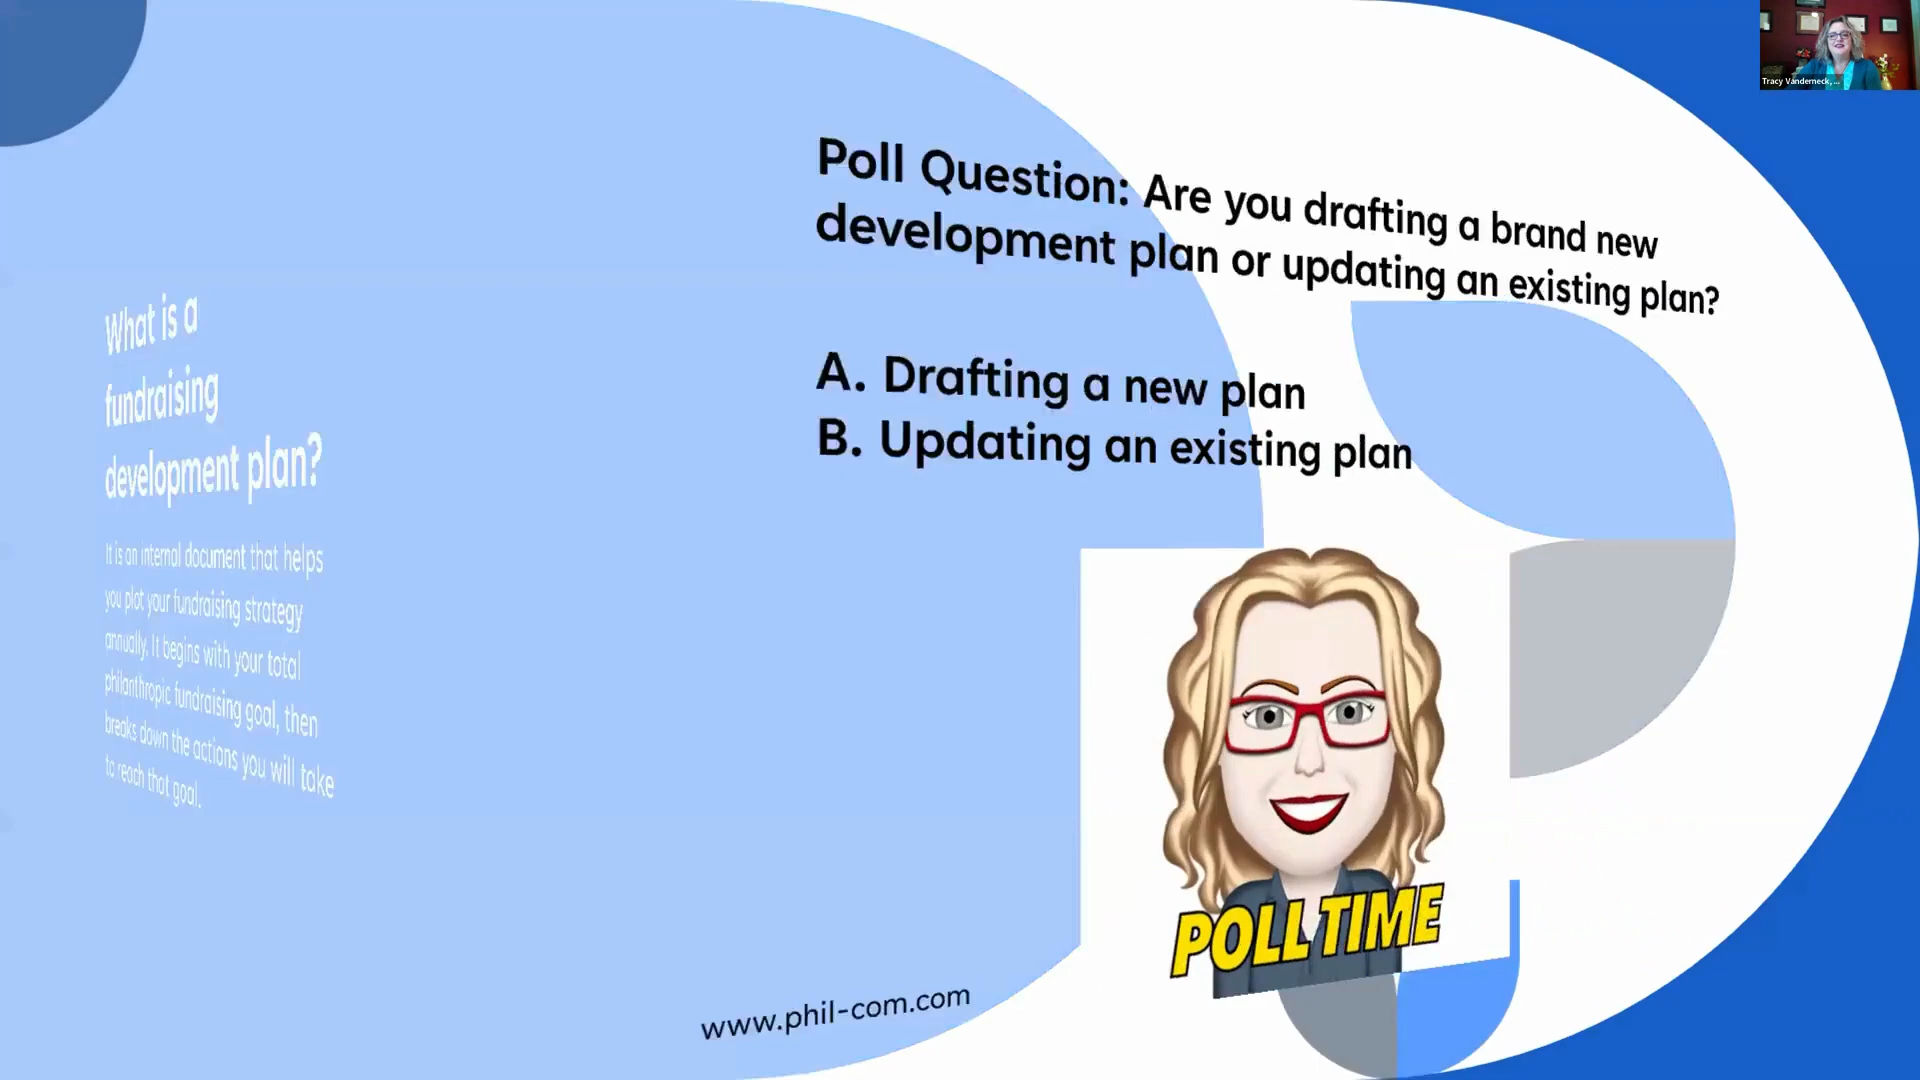 Tracy Vanderneck, ...
Poll Question: Are you drafting a brand new
development plan or updating an existing plan?
A. Drafting a new plan
B. Updating an existing plan
What is a
fundraising
development plan?
It is an internal document that helps
you plot your fundraising strategy
annually. It begins with your total
philanthropic fundraising goal, then
breaks down the actions you will take
to reach that goal.
POLL TIME
www.phil-com.com